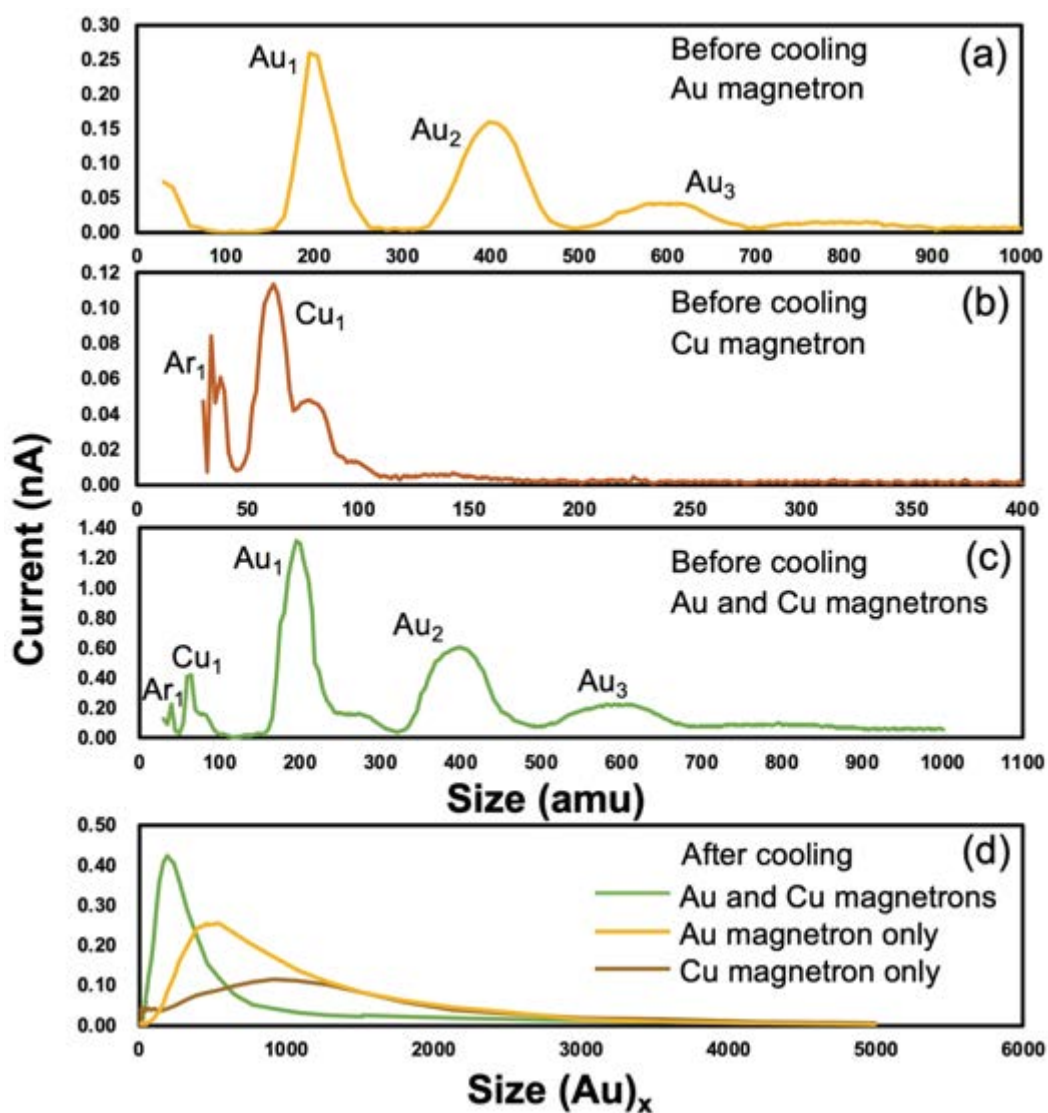 Current (nA)
0.30
0.25
0.20
0.15
0.10
0.05
0.00
Au₁
Au₂
Au₃
Before cooling
Au magnetron
(a)
0 100 200 300 400 500 600 700 800 900 1000
0.12
0.10
0.08
0.06
0.04
0.02
0.00
Ar₁
Cu₁
Before cooling
Cu magnetron
(b)
0 50 100 150 200 250 300 350 400
1.40
1.20
1.00
0.80
0.60
0.40
0.20
0.00
Ar₁
Cu₁
Au₁
Au₂
Au₃
Before cooling
Au and Cu magnetrons
(c)
0 100 200 300 400 500 600 700 800 900 1000 1100
Size (amu)
0.50
0.40
0.30
0.20
0.10
0.00
After cooling
(d)
Au and Cu magnetrons
Au magnetron only
Cu magnetron only
0 1000 2000 3000 4000 5000 6000
Size (Au)ₓ